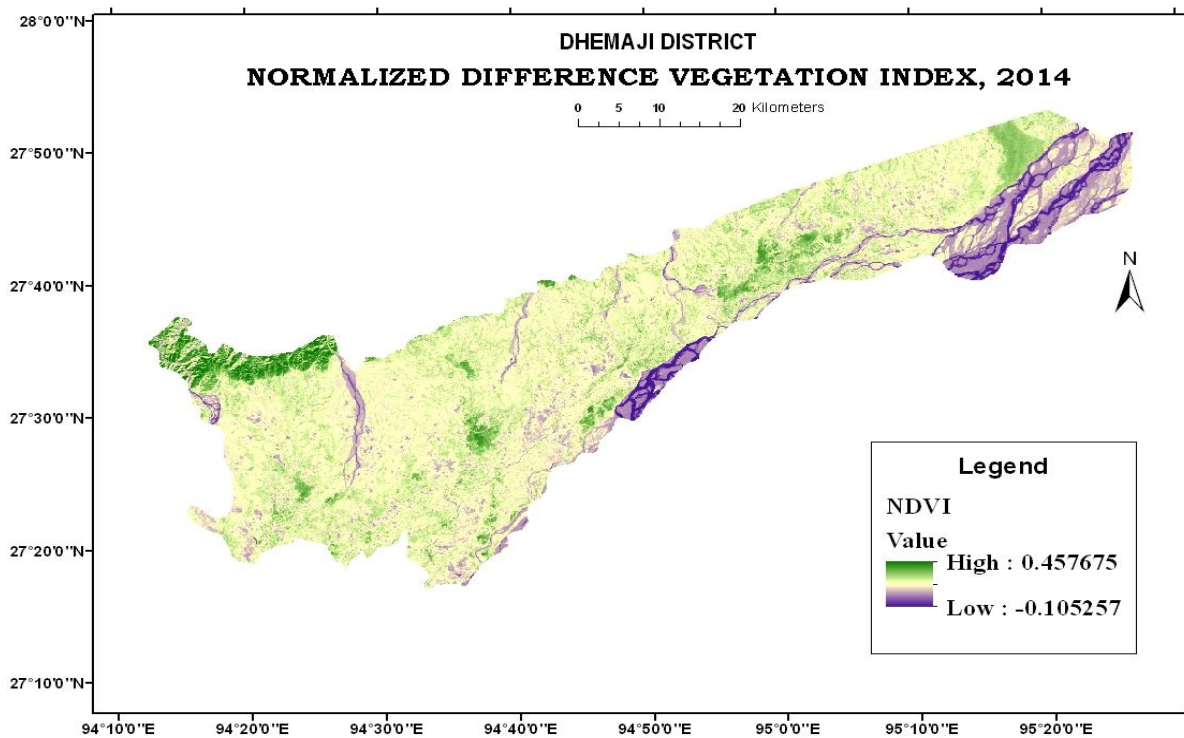 DHEMAJI DISTRICT
NORMALIZED DIFFERENCE VEGETATION INDEX, 2014
0 5 10 20 Kilometers
28°0'0"N
27°50'0"N
27°40'0"N
27°30'0"N
27°20'0"N
27°10'0"N
N
Legend
NDVI
Value
High : 0.457675
Low : -0.105257
94°10'0"E 94°20'0"E 94°30'0"E 94°40'0"E 94°50'0"E 95°0'0"E 95°10'0"E 95°20'0"E